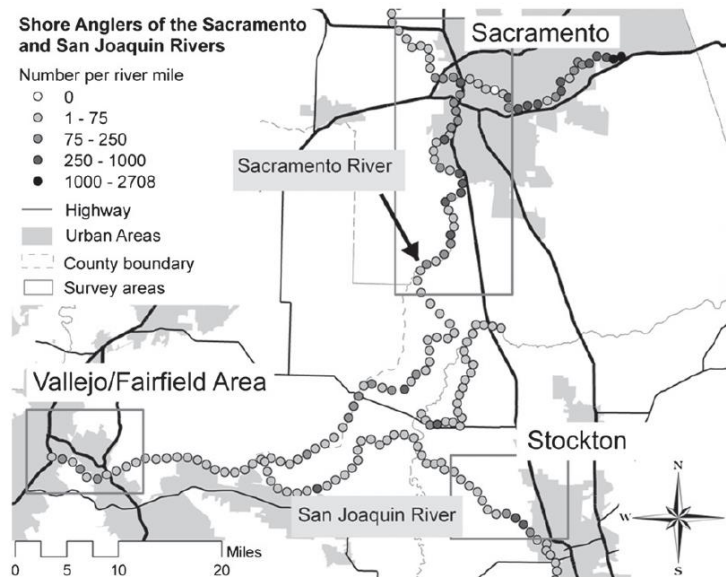 Shore Anglers of the Sacramento
and San Joaquin Rivers
Number per river mile
0
1 - 75
75 - 250
250 - 1000
1000 - 2708
Highway
Urban Areas
County boundary
Survey areas
Sacramento
Sacramento River
Vallejo/Fairfield Area
Stockton
San Joaquin River
N
W E
S
Miles
0 5 10 20